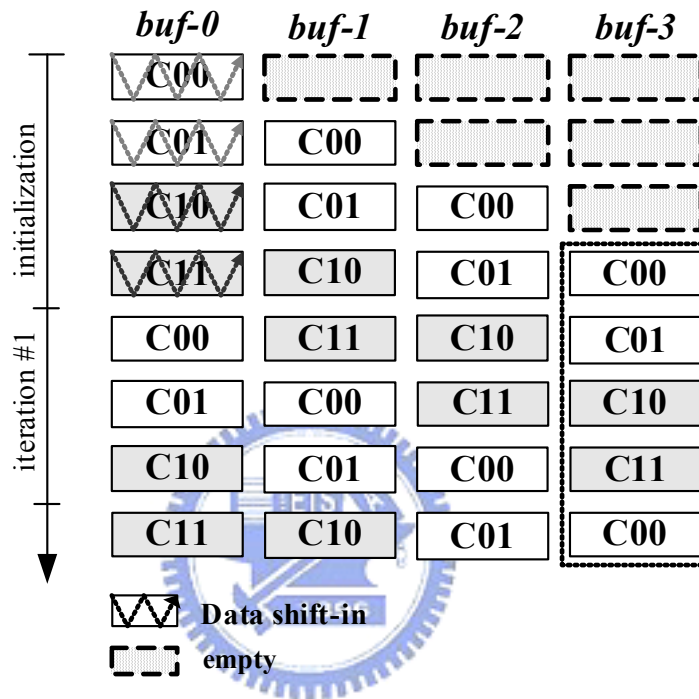 buf-0 buf-1 buf-2 buf-3
initialization
C00
C01 C00
C10 C01 C00
C11 C10 C01 C00
iteration #1
C00 C11 C10 C01
C01 C00 C11 C10
C10 C01 C00 C11
C11 C10 C01 C00
Data shift-in
empty